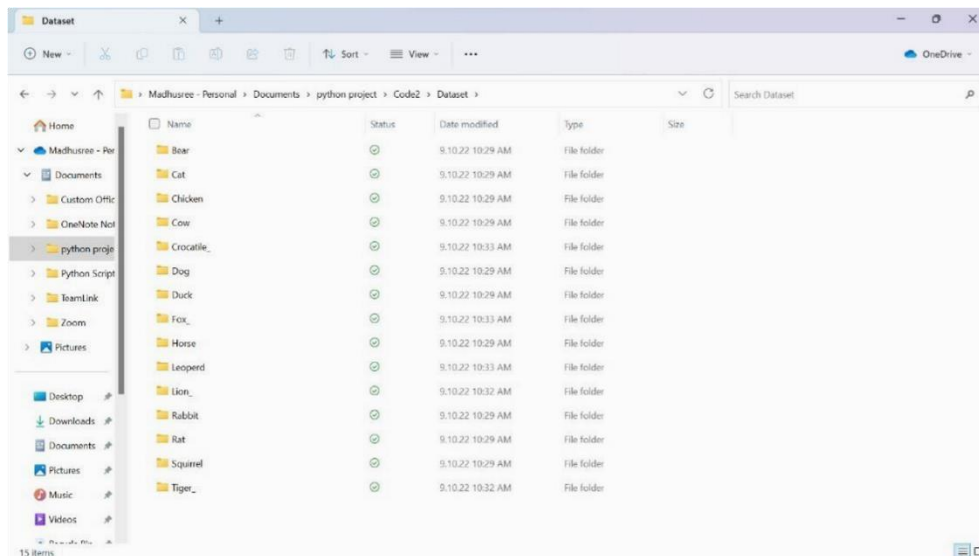 Dataset
New
Sort
View
OneDrive
Madhusree - Personal > Documents > python project > Code2 > Dataset >
Search Dataset
Home
Madhusree - Per
Documents
Custom Offic
OneNote Not
python proje
Python Script
TeamLink
Zoom
Pictures
Desktop
Downloads
Documents
Pictures
Music
Videos
Name Status Date modified Type Size
Bear 9.10.22 10:29 AM File folder
Cat 9.10.22 10:29 AM File folder
Chicken 9.10.22 10:29 AM File folder
Cow 9.10.22 10:29 AM File folder
Crocatile_ 9.10.22 10:33 AM File folder
Dog 9.10.22 10:29 AM File folder
Duck 9.10.22 10:29 AM File folder
Fox_ 9.10.22 10:33 AM File folder
Horse 9.10.22 10:29 AM File folder
Leoperd 9.10.22 10:33 AM File folder
Lion_ 9.10.22 10:32 AM File folder
Rabbit 9.10.22 10:29 AM File folder
Rat 9.10.22 10:29 AM File folder
Squirrel 9.10.22 10:29 AM File folder
Tiger_ 9.10.22 10:32 AM File folder
15 items